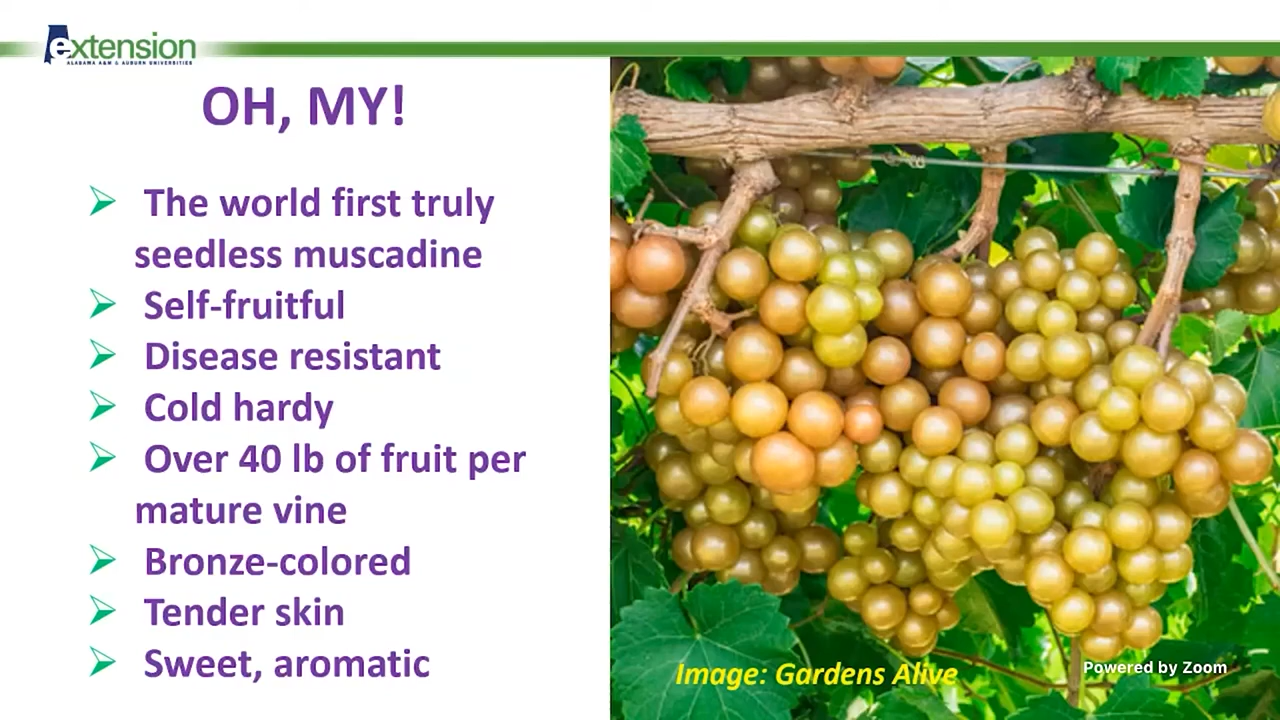 extension
ALABAMA A&M & AUBURN UNIVERSITIES
OH, MY!
The world first truly
seedless muscadine
Self-fruitful
Disease resistant
Cold hardy
Over 40 lb of fruit per
mature vine
Bronze-colored
Tender skin
Sweet, aromatic
Image: Gardens Alive
Powered by Zoom